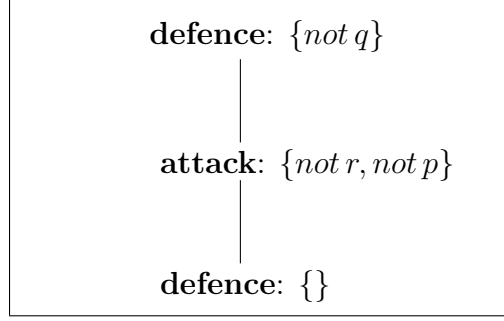 defence: {not q}
attack: {not r, not p}
defence: {}